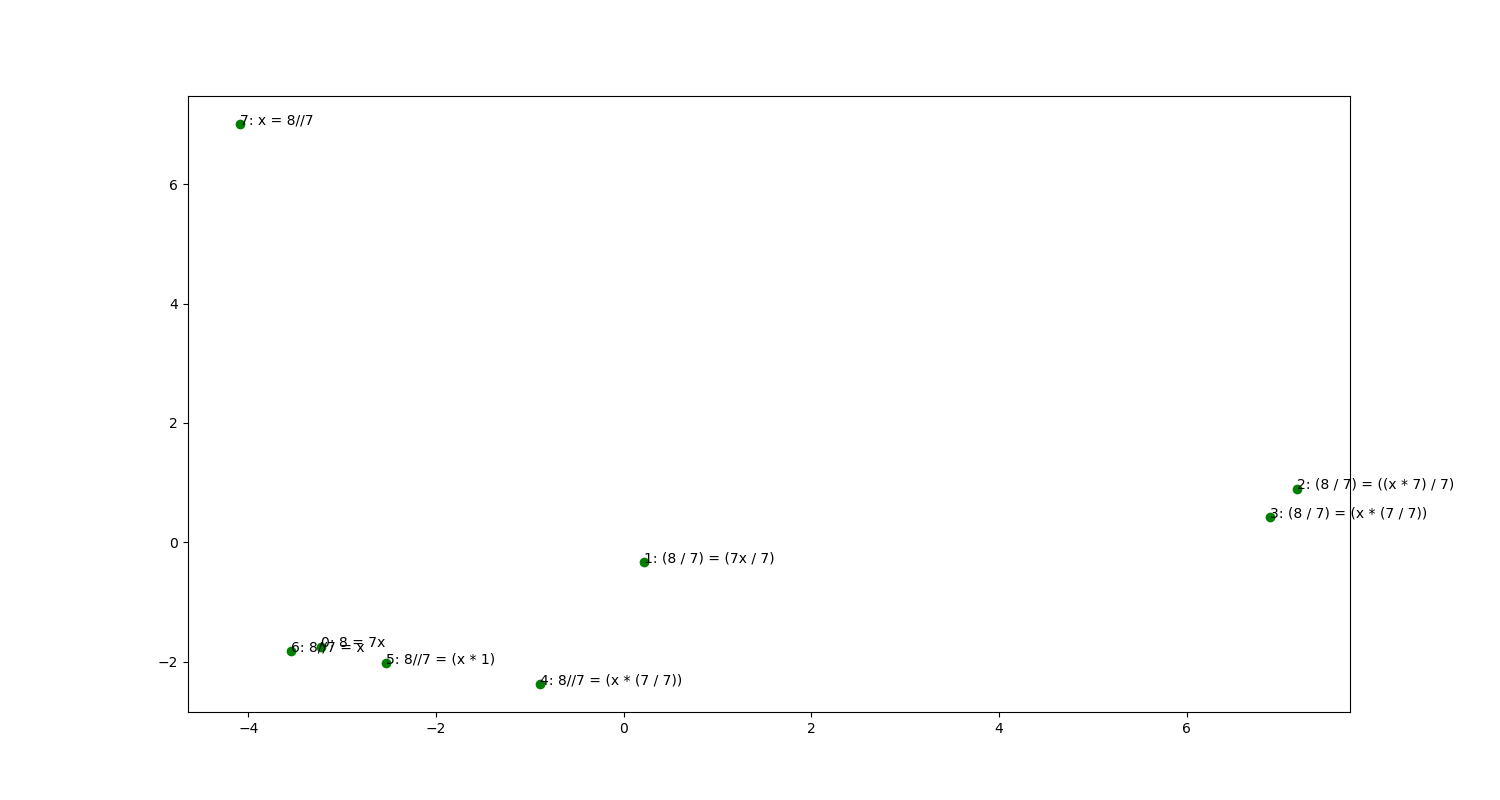 7: x = 8//7
6
4
2
2: (8 / 7) = ((x * 7) / 7)
3: (8 / 7) = (x * (7 / 7))
0
1: (8 / 7) = (7x / 7)
0: 8 = 7x
6: 8//7 = x
−2
5: 8//7 = (x * 1)
4: 8//7 = (x * (7 / 7))
−4
−2
0
2
4
6